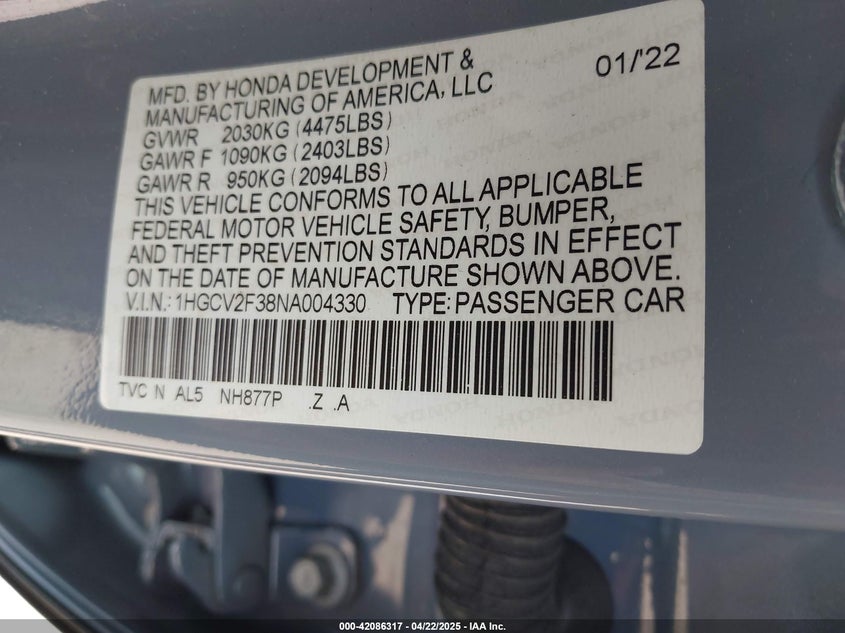 MFD. BY HONDA DEVELOPMENT &
MANUFACTURING OF AMERICA, LLC
01/'22
GVWR 2030KG (4475LBS)
GAWR F 1090KG (2403LBS)
GAWR R 950KG (2094LBS)
THIS VEHICLE CONFORMS TO ALL APPLICABLE
FEDERAL MOTOR VEHICLE SAFETY, BUMPER,
AND THEFT PREVENTION STANDARDS IN EFFECT
ON THE DATE OF MANUFACTURE SHOWN ABOVE.
V.I.N.: 1HGCV2F38NA004330 TYPE: PASSENGER CAR
TVC N AL5 NH877P .Z .A
000-42086317 - 04/22/2025 - IAA Inc.